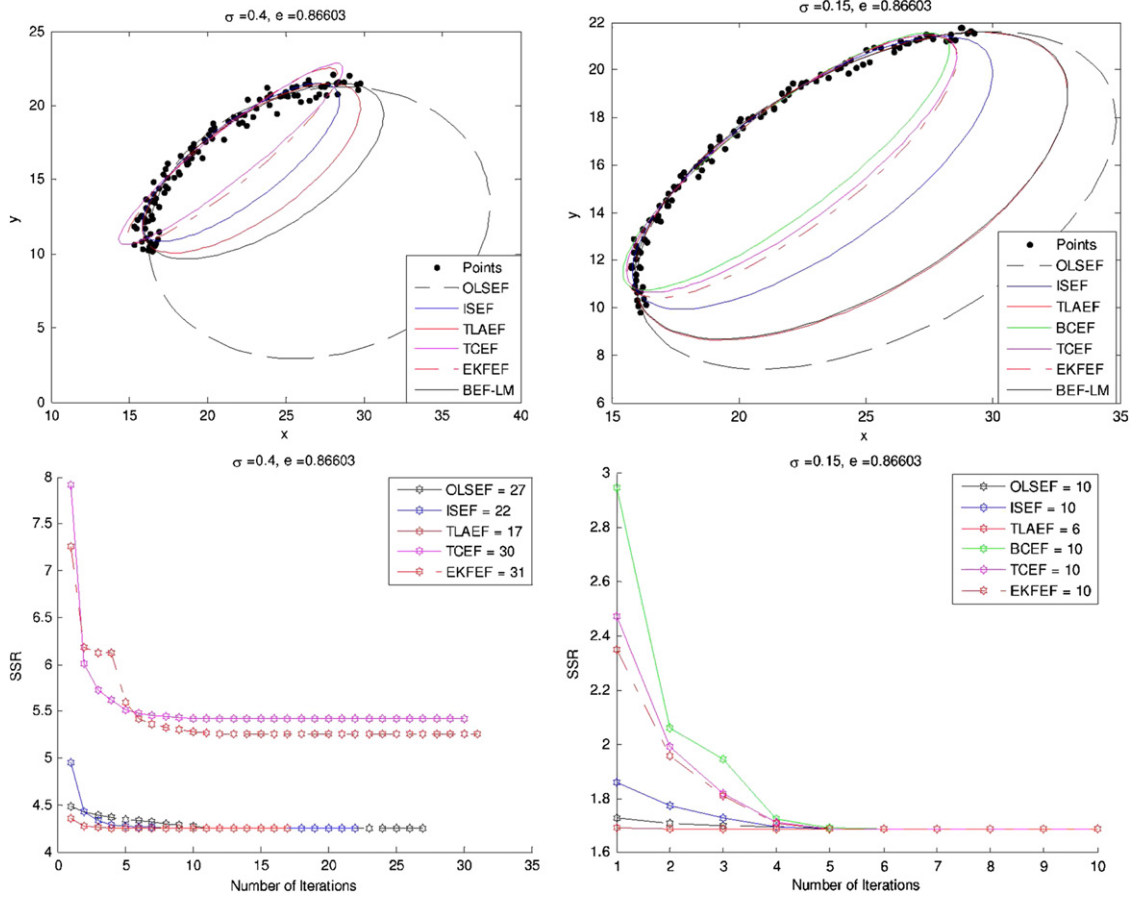 σ =0.4, e =0.86603
25
20
15
10
5
0
y
10
15
20
25
30
35
40
x
Points
OLSEF
ISEF
TLAEF
TCEF
EKFEF
BEF-LM
σ =0.15, e =0.86603
22
20
18
16
14
12
10
8
6
y
15
20
25
30
35
x
Points
OLSEF
ISEF
TLAEF
BCEF
TCEF
EKFEF
BEF-LM
σ =0.4, e =0.86603
8
7.5
7
6.5
6
5.5
5
4.5
4
SSR
0
5
10
15
20
25
30
35
Number of Iterations
OLSEF = 27
ISEF = 22
TLAEF = 17
TCEF = 30
EKFEF = 31
σ =0.15, e =0.86603
3
2.8
2.6
2.4
2.2
2
1.8
1.6
SSR
1
2
3
4
5
6
7
8
9
10
Number of Iterations
OLSEF = 10
ISEF = 10
TLAEF = 6
BCEF = 10
TCEF = 10
EKFEF = 10